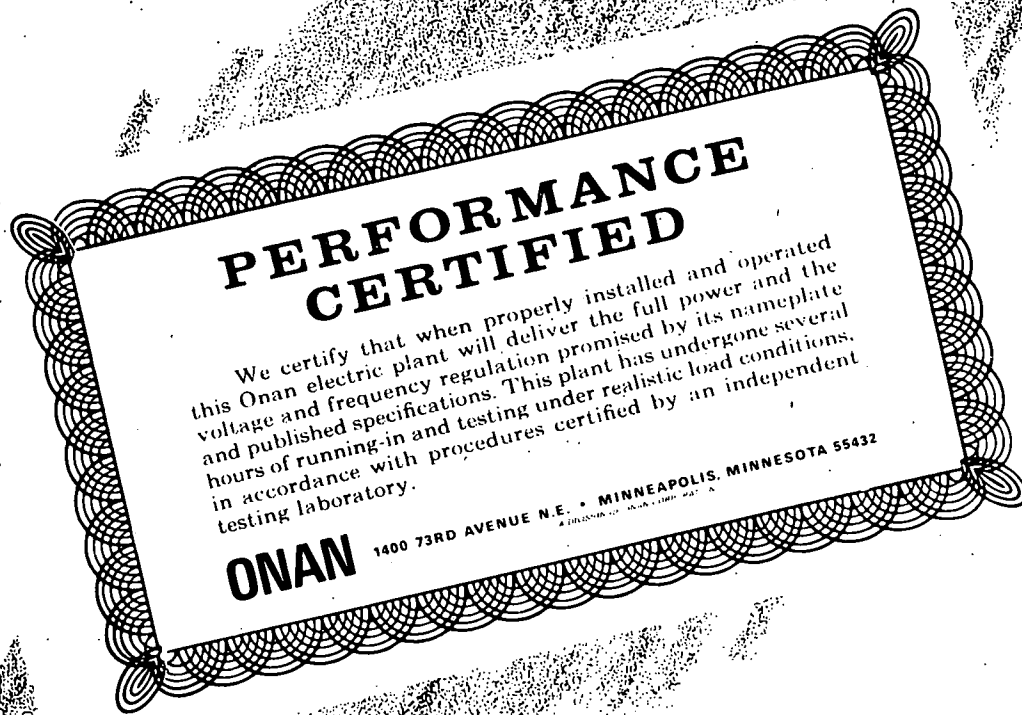 PERFORMANCE
CERTIFIED
We certify that when properly installed and operated
this Onan electric plant will deliver the full power and the
voltage and frequency regulation promised by its nameplate
and published specifications. This plant has undergone several
hours of running-in and testing under realistic load conditions,
in accordance with procedures certified by an independent
testing laboratory.
ONAN 1400 73RD AVENUE N.E. • MINNEAPOLIS, MINNESOTA 55432
A DIVISION OF ONAN